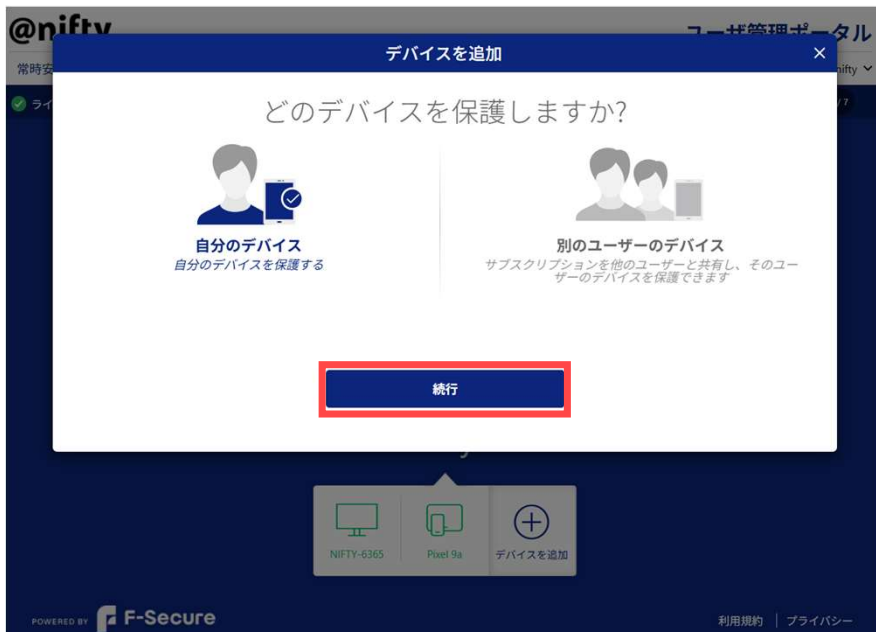 @nifty
ユーザ管理ポータル
デバイスを追加
常時安
nifty
ライ
/7
どのデバイスを保護しますか?
自分のデバイス
自分のデバイスを保護する
別のユーザーのデバイス
サブスクリプションを他のユーザーと共有し、そのユー
ザーのデバイスを保護できます
続行
NIFTY-6365
Pixel 9a
デバイスを追加
POWERED BY F-Secure
利用規約 | プライバシー